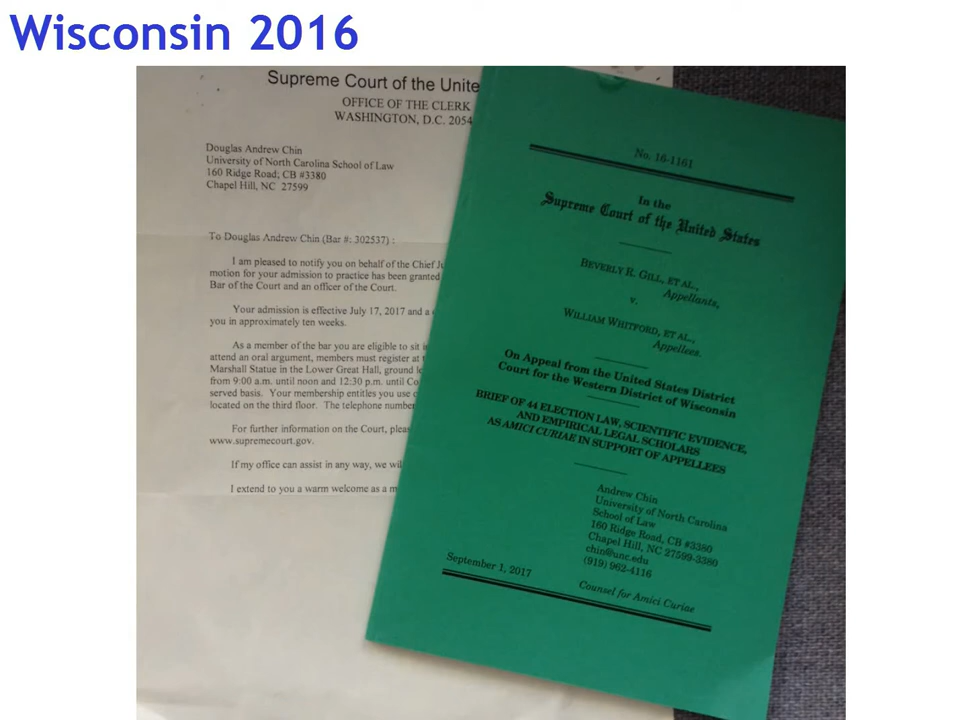 Wisconsin 2016
Supreme Court of the Unite
OFFICE OF THE CLERK
WASHINGTON, D.C. 2054
Douglas Andrew Chin
University of North Carolina School of Law
160 Ridge Road; CB #3380
Chapel Hill, NC 27599
To Douglas Andrew Chin (Bar #: 302537) :
I am pleased to notify you on behalf of the Chief
motion for your admission to practice has been granted
Bar of the Court and an officer of the Court.
Your admission is effective July 17, 2017 and a
you in approximately ten weeks.
As a member of the bar you are eligible to sit
attend an oral argument, members must register at
Marshall Statue in the Lower Great Hall, ground
from 9:00 a.m. until noon and 12:30 p.m. until
served basis. Your membership entitles you use
located on the third floor. The telephone number
For further information on the Court,
www.supremecourt.gov.
If my office can assist in any way, we
I extend to you a warm welcome as a
No. 16-1161
In the
Supreme Court of the United States
BEVERLY R. GILL, ET AL.,
Appellants,
v.
WILLIAM WHITFORD, ET AL.,
Appellees.
On Appeal from the United States District
Court for the Western District of Wisconsin
BRIEF OF 44 ELECTION LAW, SCIENTIFIC EVIDENCE,
AND EMPIRICAL LEGAL SCHOLARS
AS AMICI CURIAE IN SUPPORT OF APPELLEES
Andrew Chin
University of North Carolina
School of Law
160 Ridge Road, CB #3380
Chapel Hill, NC 27599-3380
chin@unc.edu
(919) 962-4116
September 1, 2017
Counsel for Amici Curiae